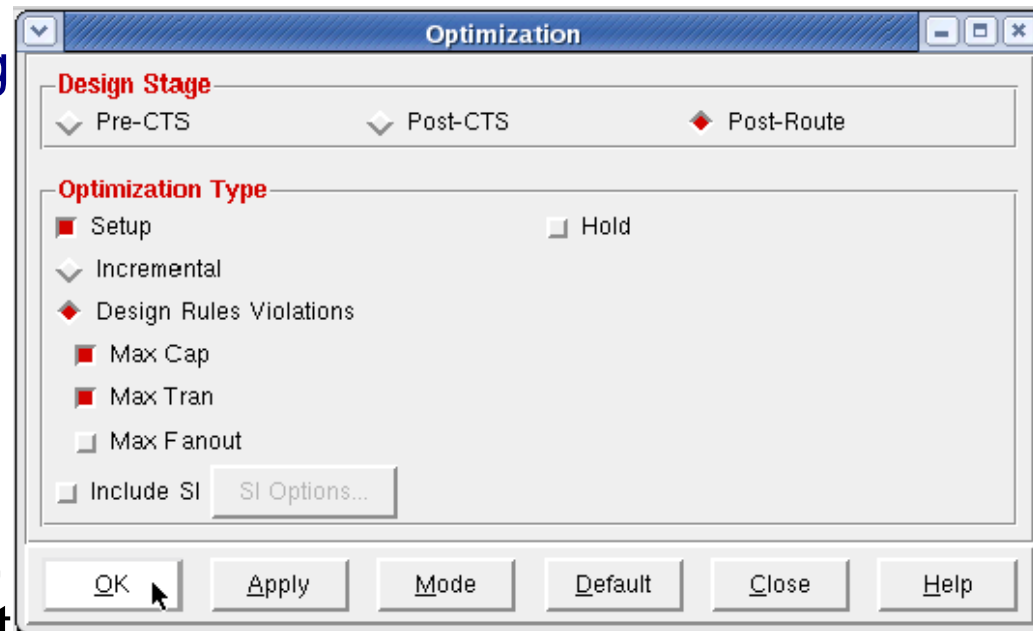 Optimization
g
Design Stage
Pre-CTS Post-CTS Post-Route
Optimization Type
Setup Hold
Incremental
Design Rules Violations
Max Cap
Max Tran
Max Fanout
Include SI SI Options...
OK Apply Mode Default Close Help
t